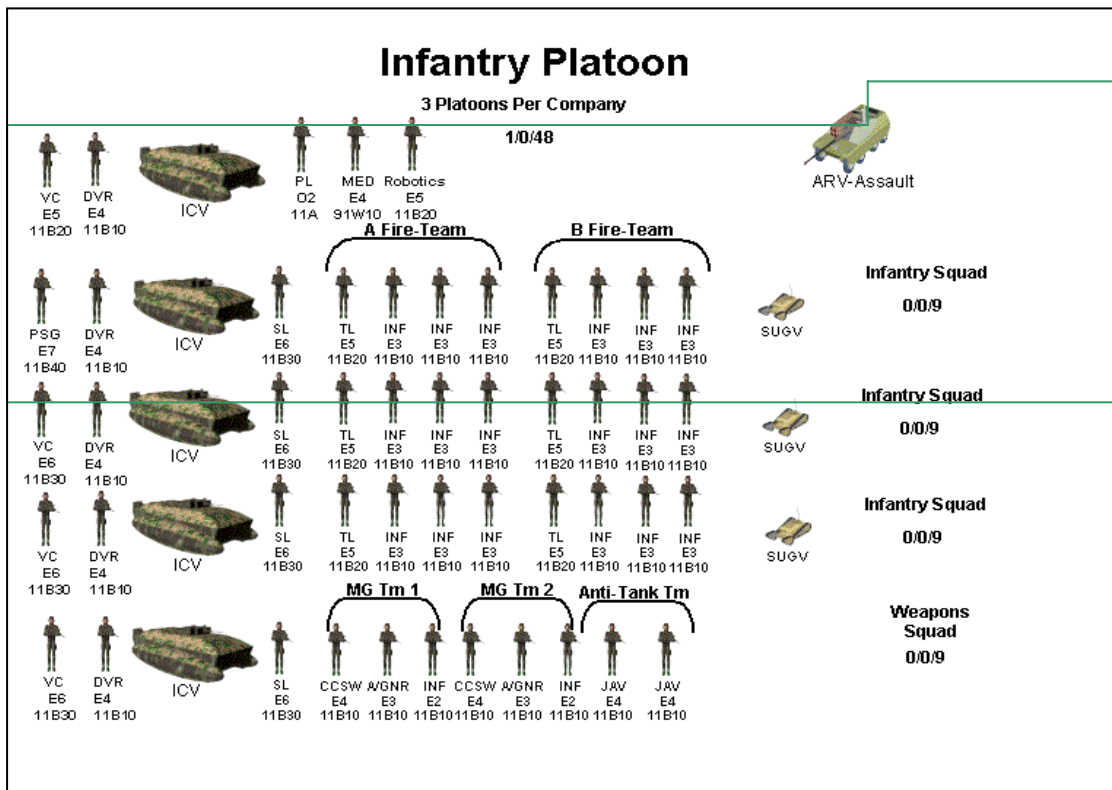 Infantry Platoon
3 Platoons Per Company
1/0/48
VC DVR ICV PL MED Robotics ARV-Assault
E5 E4 O2 E4 E5
11B20 11B10 11A 91W10 11B20
A Fire-Team B Fire-Team
Infantry Squad
0/0/9
PSG DVR ICV SL TL INF INF INF TL INF INF INF SUGV
E7 E4 E6 E5 E3 E3 E3 E5 E3 E3 E3
11B40 11B10 11B30 11B20 11B10 11B10 11B10 11B20 11B10 11B10 11B10
Infantry Squad
0/0/9
VC DVR ICV SL TL INF INF INF TL INF INF INF SUGV
E6 E4 E6 E5 E3 E3 E3 E5 E3 E3 E3
11B30 11B10 11B30 11B20 11B10 11B10 11B10 11B20 11B10 11B10 11B10
Infantry Squad
0/0/9
VC DVR ICV SL TL INF INF INF TL INF INF INF SUGV
E6 E4 E6 E5 E3 E3 E3 E5 E3 E3 E3
11B30 11B10 11B30 11B20 11B10 11B10 11B10 11B20 11B10 11B10 11B10
MG Tm 1 MG Tm 2 Anti-Tank Tm
Weapons
Squad
0/0/9
VC DVR ICV SL CCSW A/GNR INF CCSW A/GNR INF JAV JAV
E6 E4 E6 E4 E3 E2 E4 E3 E2 E4 E4
11B30 11B10 11B30 11B10 11B10 11B10 11B10 11B10 11B10 11B10 11B10